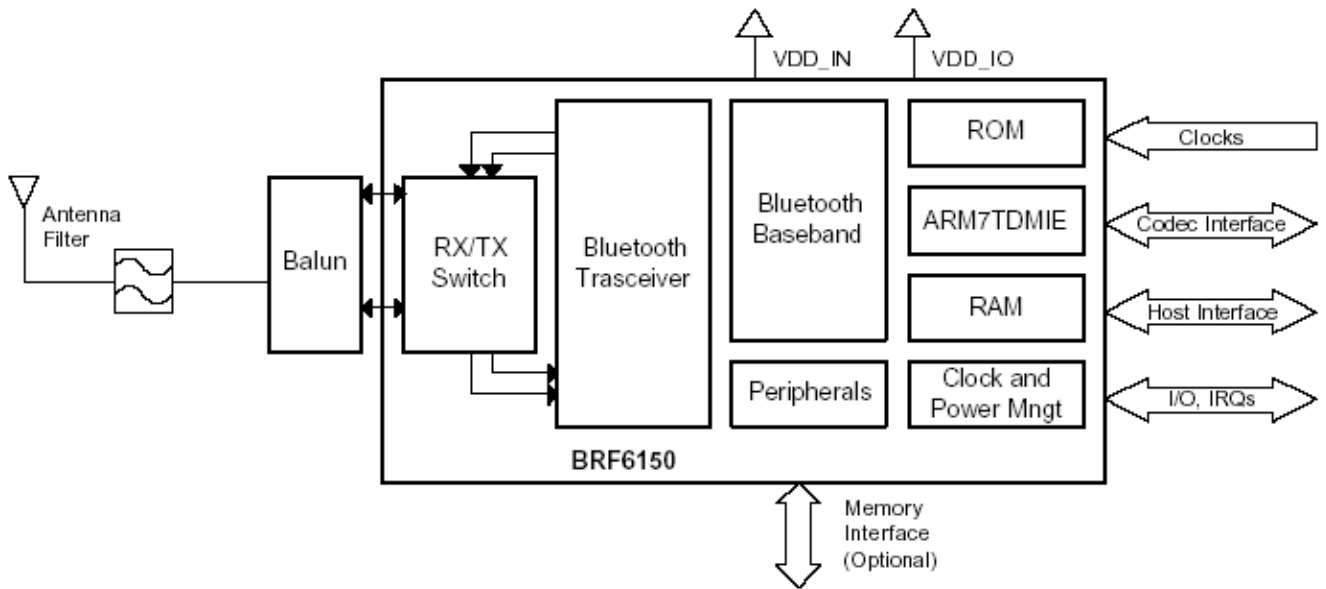 VDD_IN
VDD_IO
ROM
Clocks
Antenna
Filter
Balun
RX/TX
Switch
Bluetooth
Trasceiver
Bluetooth
Baseband
ARM7TDMIE
Codec Interface
RAM
Host Interface
Peripherals
Clock and
Power Mngt
I/O, IRQs
BRF6150
Memory
Interface
(Optional)